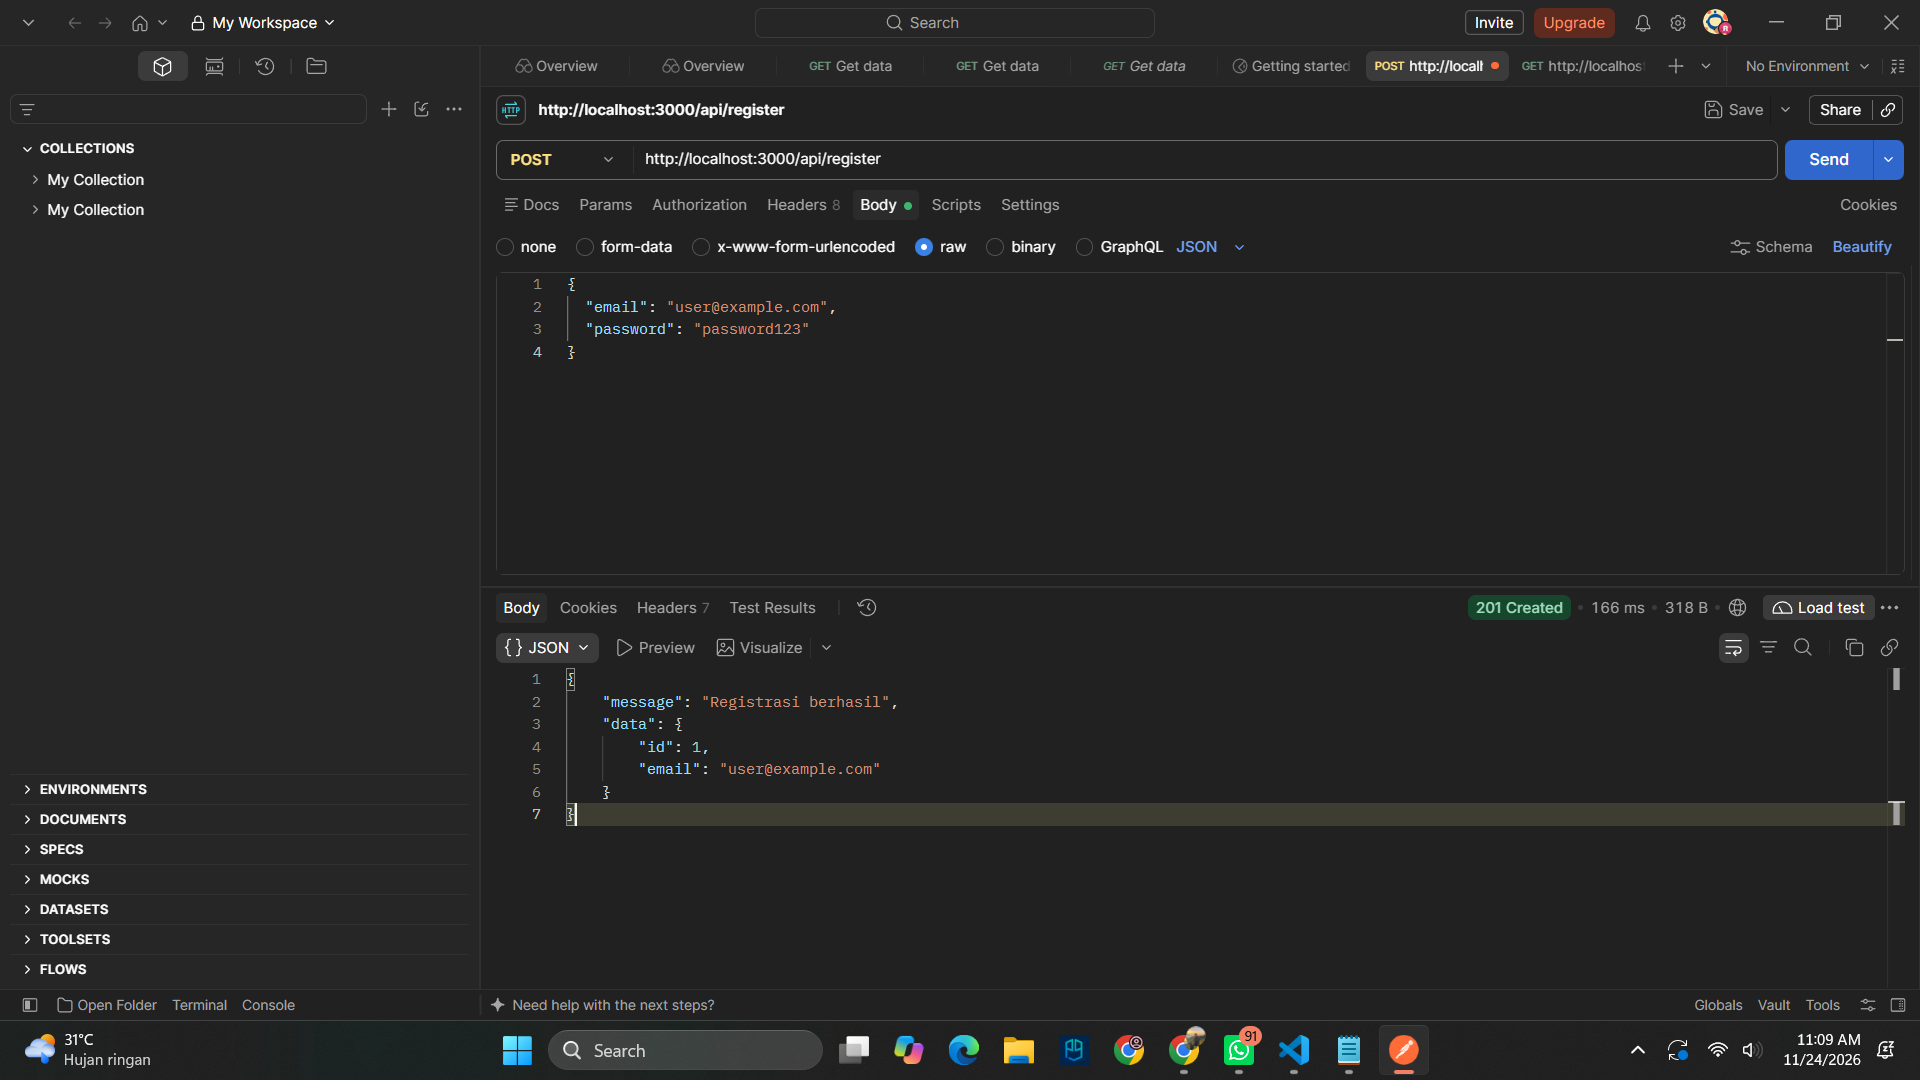 My Workspace
Search
Invite
Upgrade
Overview
Overview
GET Get data
GET Get data
GET Get data
Getting started
POST http://locall
GET http://localhost
No Environment
HTTP
http://localhost:3000/api/register
Save
Share
COLLECTIONS
My Collection
My Collection
POST
http://localhost:3000/api/register
Send
Docs
Params
Authorization
Headers 8
Body
Scripts
Settings
Cookies
none
form-data
x-www-form-urlencoded
raw
binary
GraphQL
JSON
Schema
Beautify
1 {
2 "email": "user@example.com",
3 "password": "password123"
4 }
Body
Cookies
Headers 7
Test Results
201 Created
166 ms
318 B
Load test
{} JSON
Preview
Visualize
1 {
2 "message": "Registrasi berhasil",
3 "data": {
4 "id": 1,
5 "email": "user@example.com"
6 }
7 }
ENVIRONMENTS
DOCUMENTS
SPECS
MOCKS
DATASETS
TOOLSETS
FLOWS
Open Folder
Terminal
Console
Need help with the next steps?
Globals
Vault
Tools
31°C
Hujan ringan
Search
91
11:09 AM
11/24/2026